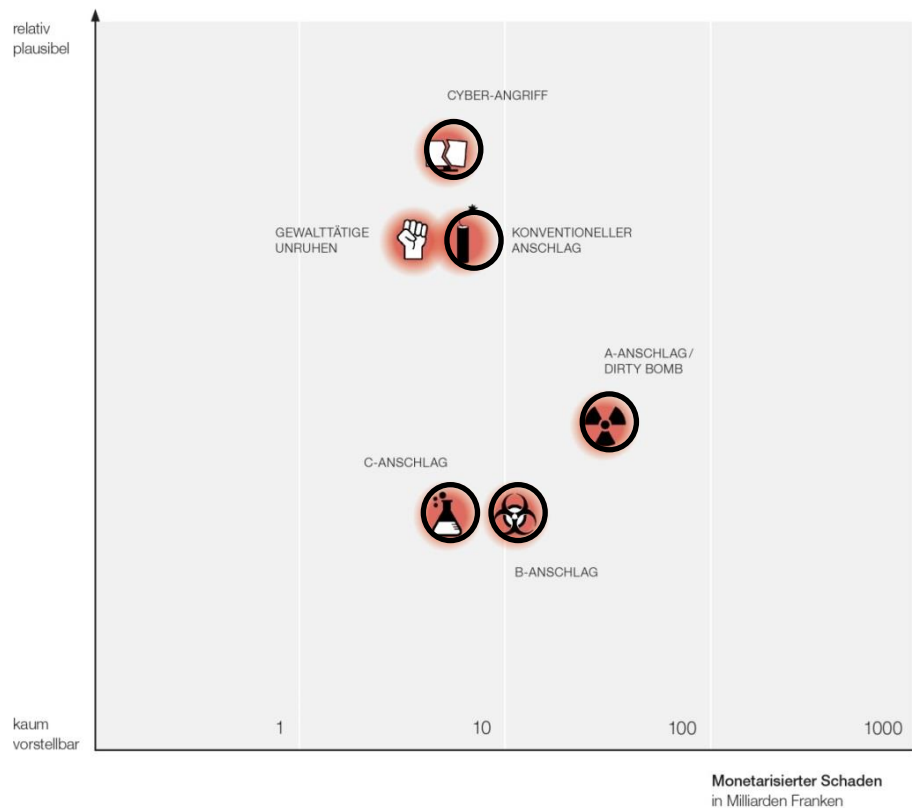 relativ
plausibel
CYBER-ANGRIFF
GEWALTTÄTIGE
UNRUHEN
KONVENTIONELLER
ANSCHLAG
A-ANSCHLAG/
DIRTY BOMB
C-ANSCHLAG
B-ANSCHLAG
kaum
vorstellbar
1 10 100 1000
Monetarisierter Schaden
in Milliarden Franken